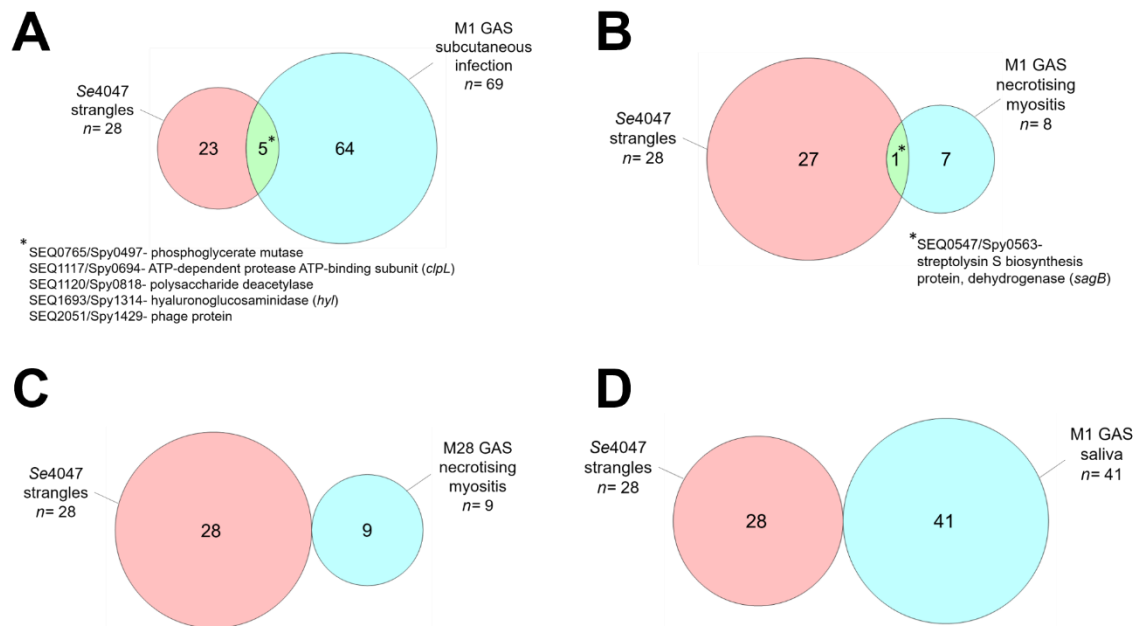 A
Se4047
strangles
n= 28
M1 GAS
subcutaneous
infection
n= 69
23
5*
64
* SEQ0765/Spy0497- phosphoglycerate mutase
SEQ1117/Spy0694- ATP-dependent protease ATP-binding subunit (clpL)
SEQ1120/Spy0818- polysaccharide deacetylase
SEQ1693/Spy1314- hyaluronoglucosaminidase (hyl)
SEQ2051/Spy1429- phage protein
B
Se4047
strangles
n= 28
M1 GAS
necrotising
myositis
n= 8
27
1*
7
* SEQ0547/Spy0563-
streptolysin S biosynthesis
protein, dehydrogenase (sagB)
C
Se4047
strangles
n= 28
M28 GAS
necrotising
myositis
n= 9
28
9
D
Se4047
strangles
n= 28
M1 GAS
saliva
n= 41
28
41